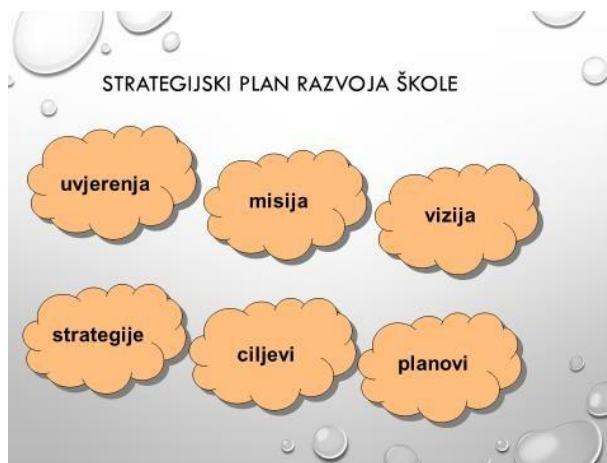 STRATEGIJSKI PLAN RAZVOJA ŠKOLE
uvjerenja
misija
vizija
strategije
ciljevi
planovi